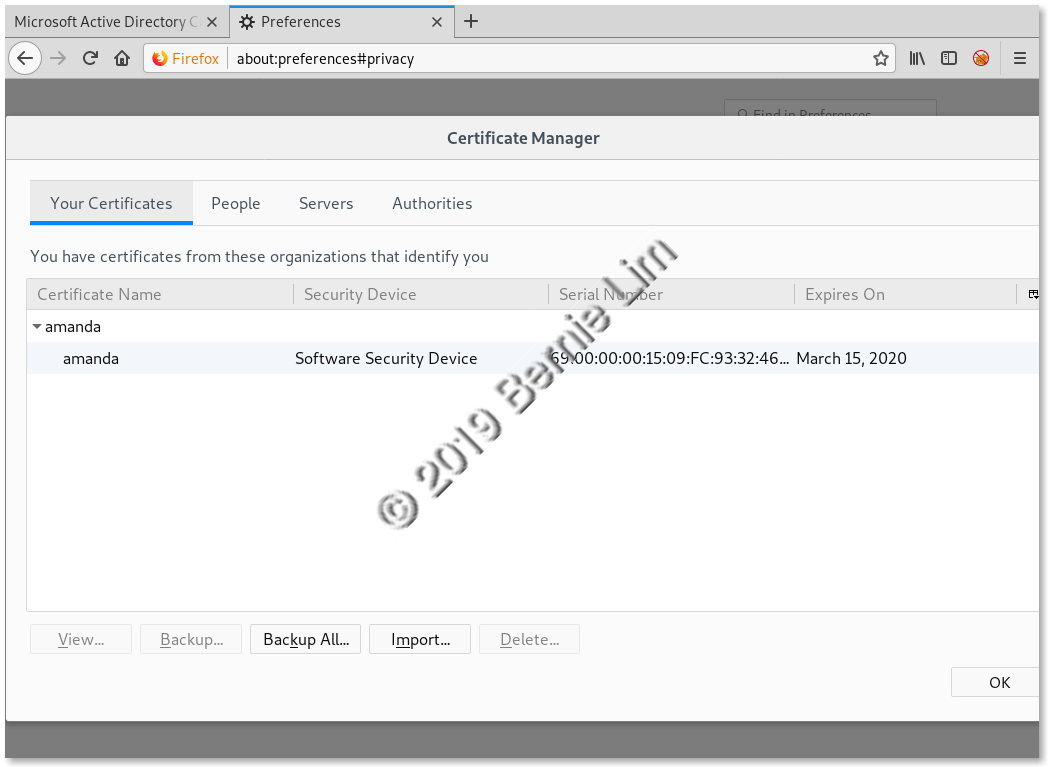 Microsoft Active Directory C
Preferences
Firefox
about:preferences#privacy
Find in Preferences
Certificate Manager
Your Certificates People Servers Authorities
You have certificates from these organizations that identify you
Certificate Name Security Device Serial Number Expires On
amanda
amanda Software Security Device 69:00:00:00:15:09:FC:93:32:46... March 15, 2020
© 2019 Bernie Lim
View... Backup... Backup All... Import... Delete...
OK